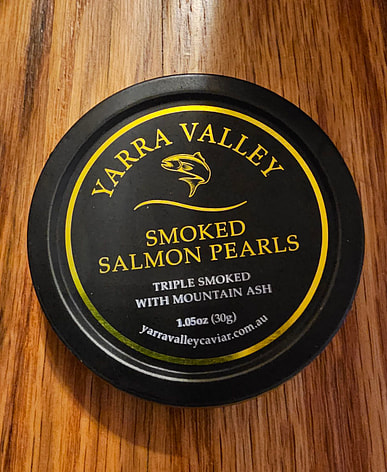 YARRA VALLEY
SMOKED
SALMON PEARLS
TRIPLE SMOKED
WITH MOUNTAIN ASH
1.05oz (30g)
yarravalleycaviar.com.au